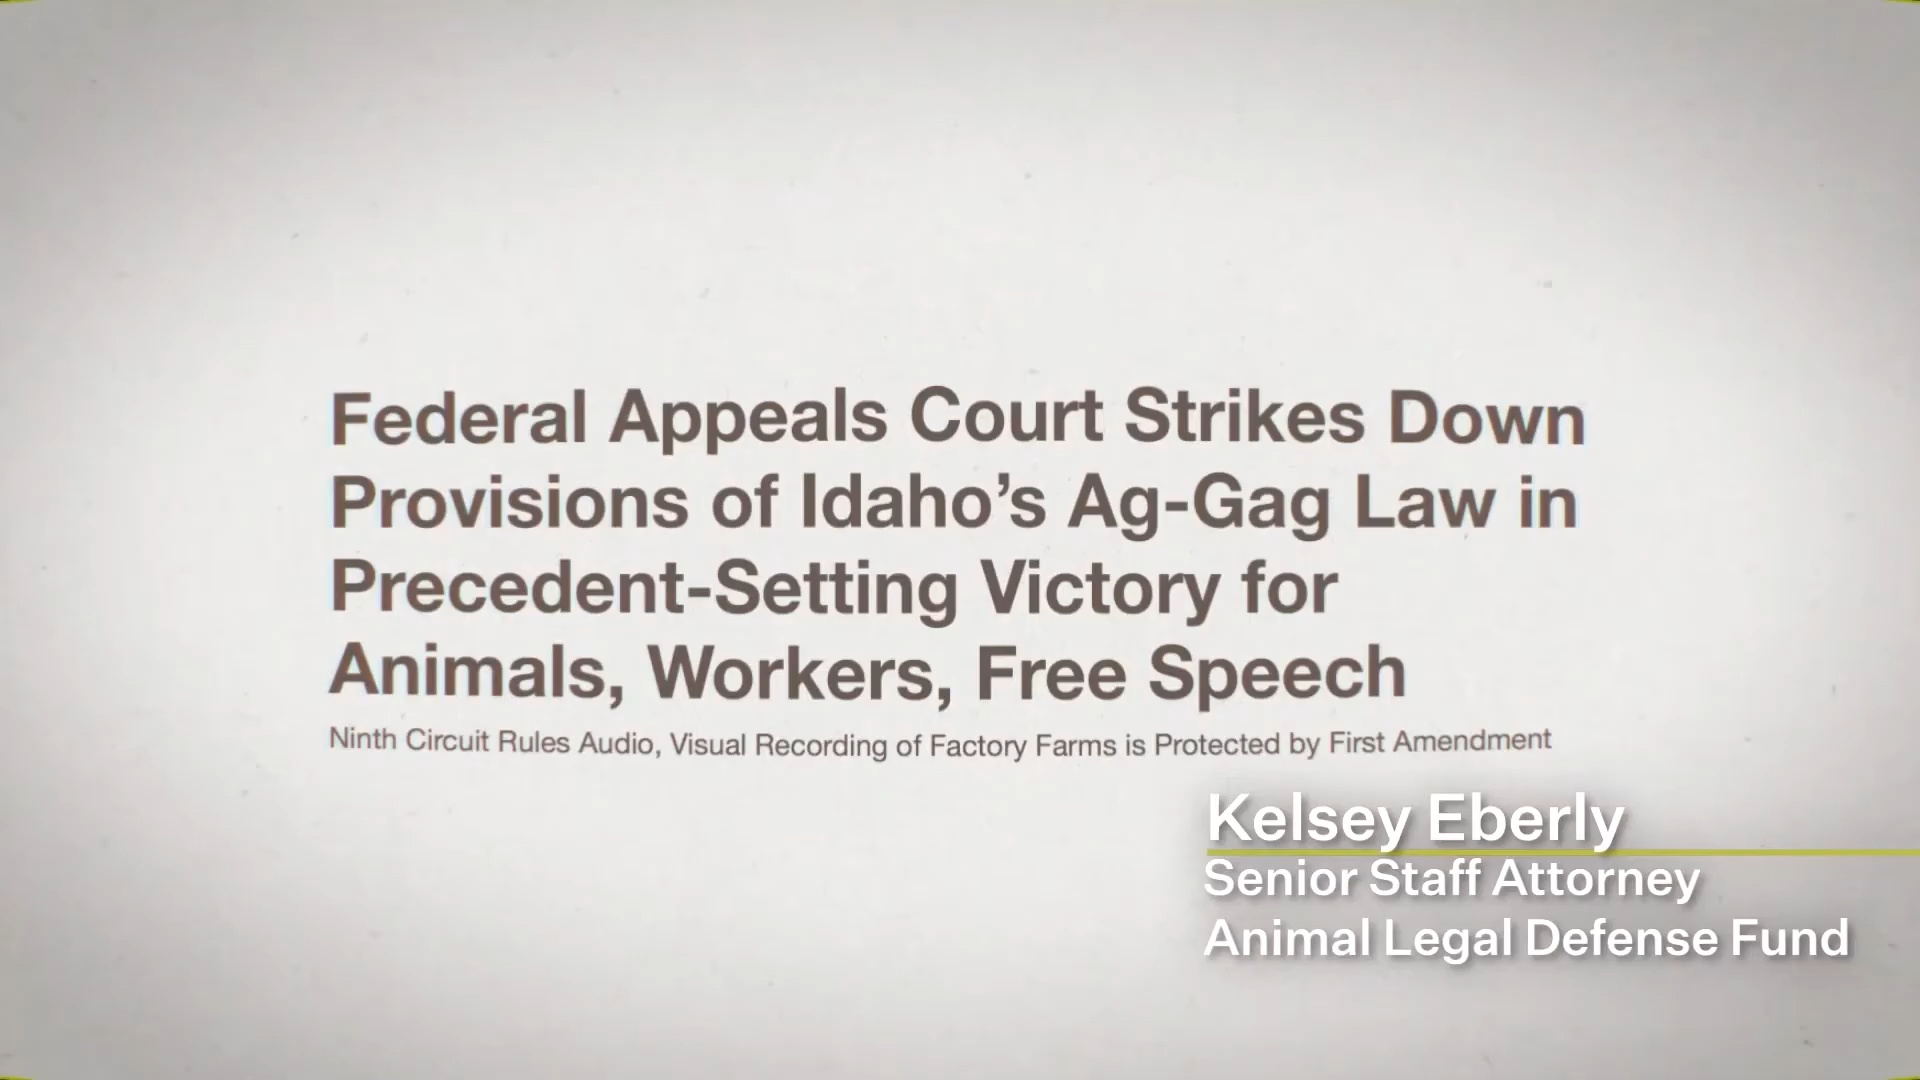 Federal Appeals Court Strikes Down
Provisions of Idaho’s Ag-Gag Law in
Precedent-Setting Victory for
Animals, Workers, Free Speech
Ninth Circuit Rules Audio, Visual Recording of Factory Farms is Protected by First Amendment
Kelsey Eberly
Senior Staff Attorney
Animal Legal Defense Fund